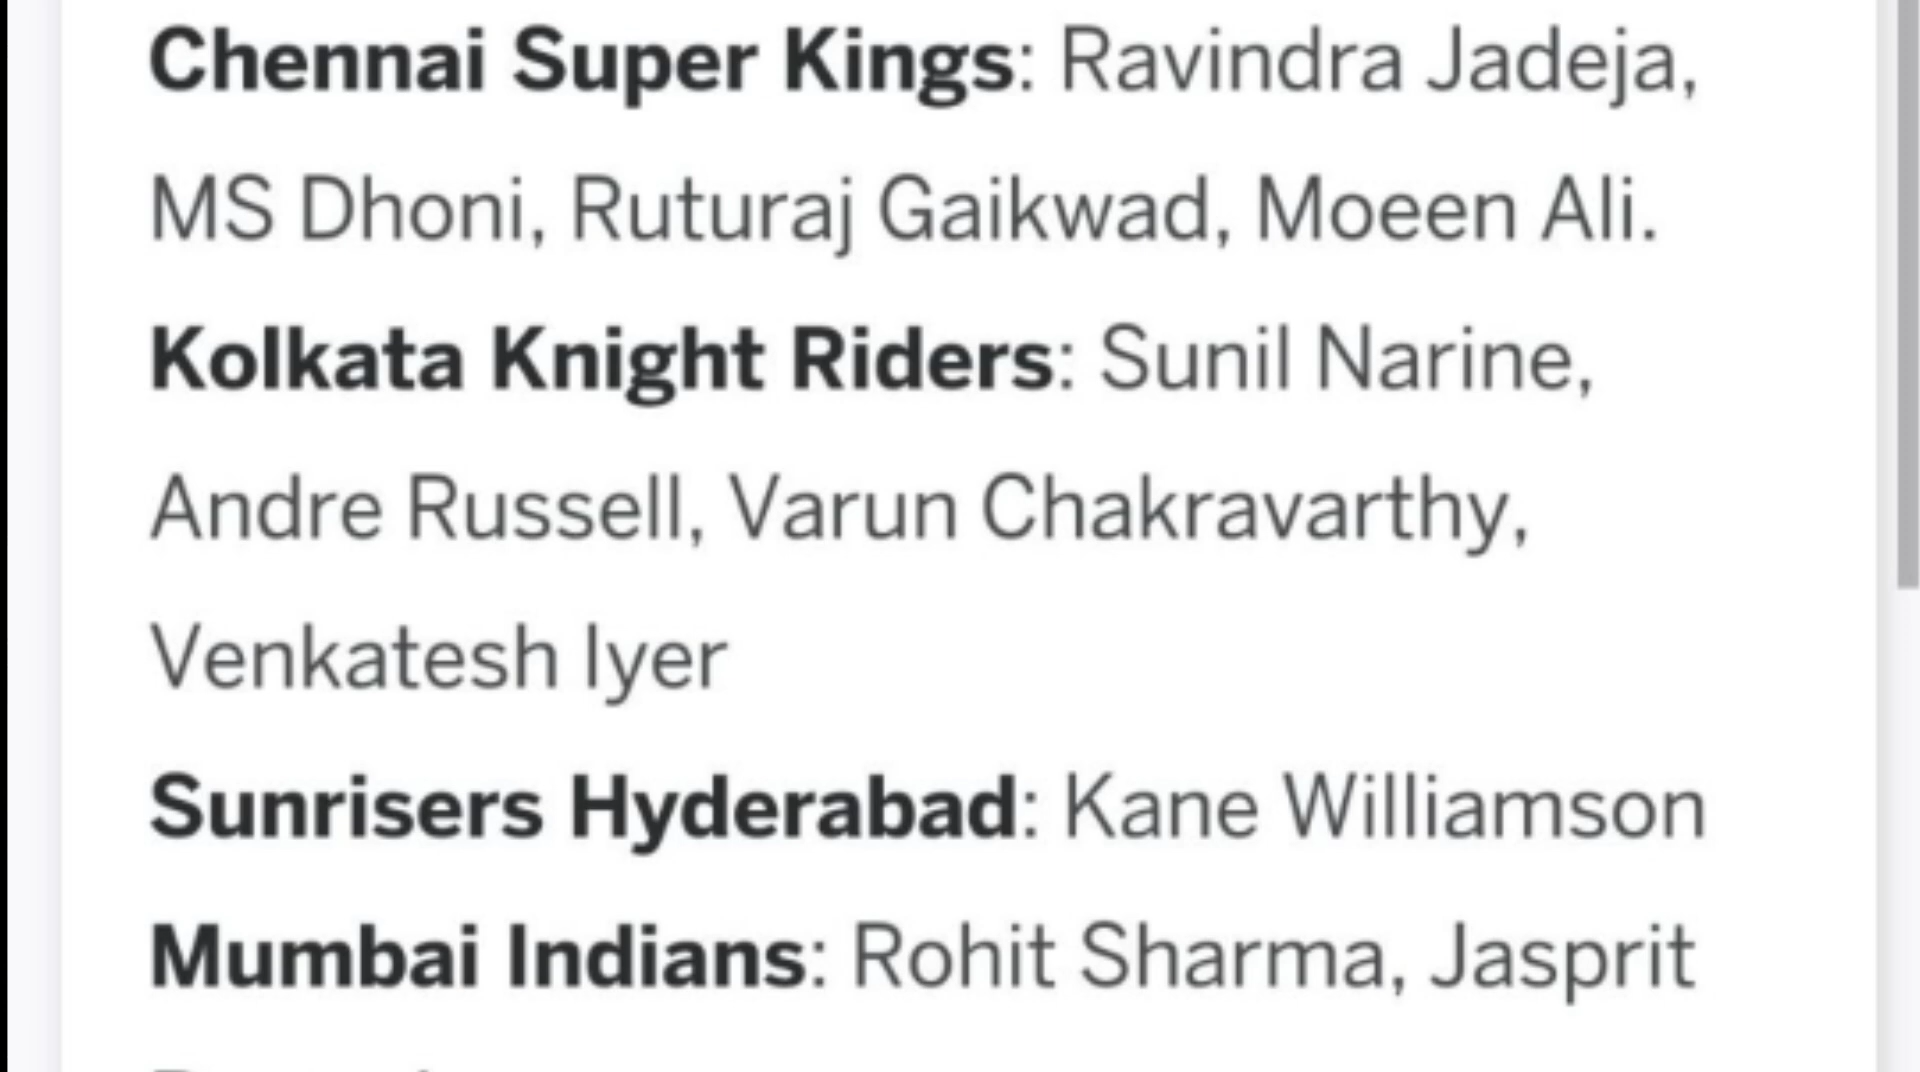 Chennai Super Kings: Ravindra Jadeja,
MS Dhoni, Ruturaj Gaikwad, Moeen Ali.
Kolkata Knight Riders: Sunil Narine,
Andre Russell, Varun Chakravarthy,
Venkatesh Iyer
Sunrisers Hyderabad: Kane Williamson
Mumbai Indians: Rohit Sharma, Jasprit